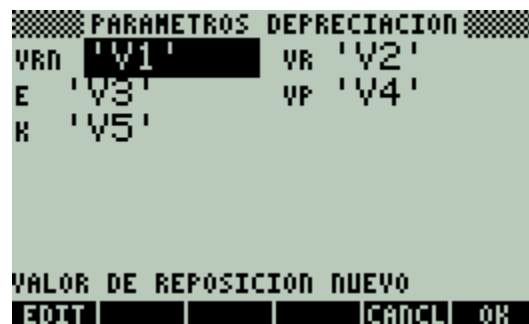 PARAMETROS DEPRECIACION
VRN 'V1' VR 'V2'
E 'V3' VP 'V4'
K 'V5'
VALOR DE REPOSICION NUEVO
EDIT CANCL OK